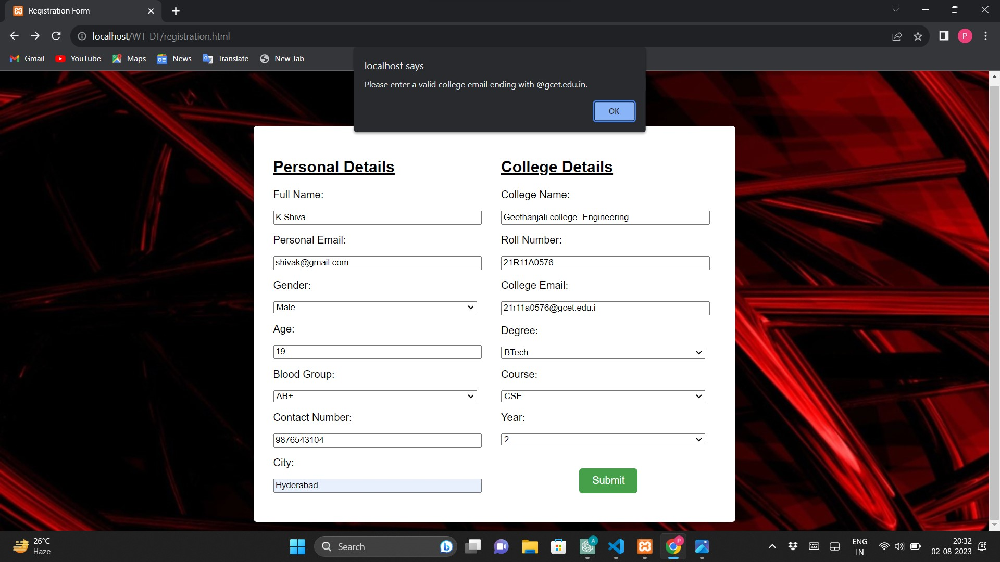 Registration Form
localhost/WT_DT/registration.html
P
Gmail
YouTube
Maps
News
Translate
New Tab
localhost says
Please enter a valid college email ending with @gcet.edu.in.
OK
Personal Details
Full Name:
K Shiva
Personal Email:
shivak@gmail.com
Gender:
Male
Age:
19
Blood Group:
AB+
Contact Number:
9876543104
City:
Hyderabad
College Details
College Name:
Geethanjali college- Engineering
Roll Number:
21R11A0576
College Email:
21r11a0576@gcet.edu.i
Degree:
BTech
Course:
CSE
Year:
2
Submit
26°C
Haze
Search
A
P
ENG
IN
20:32
02-08-2023